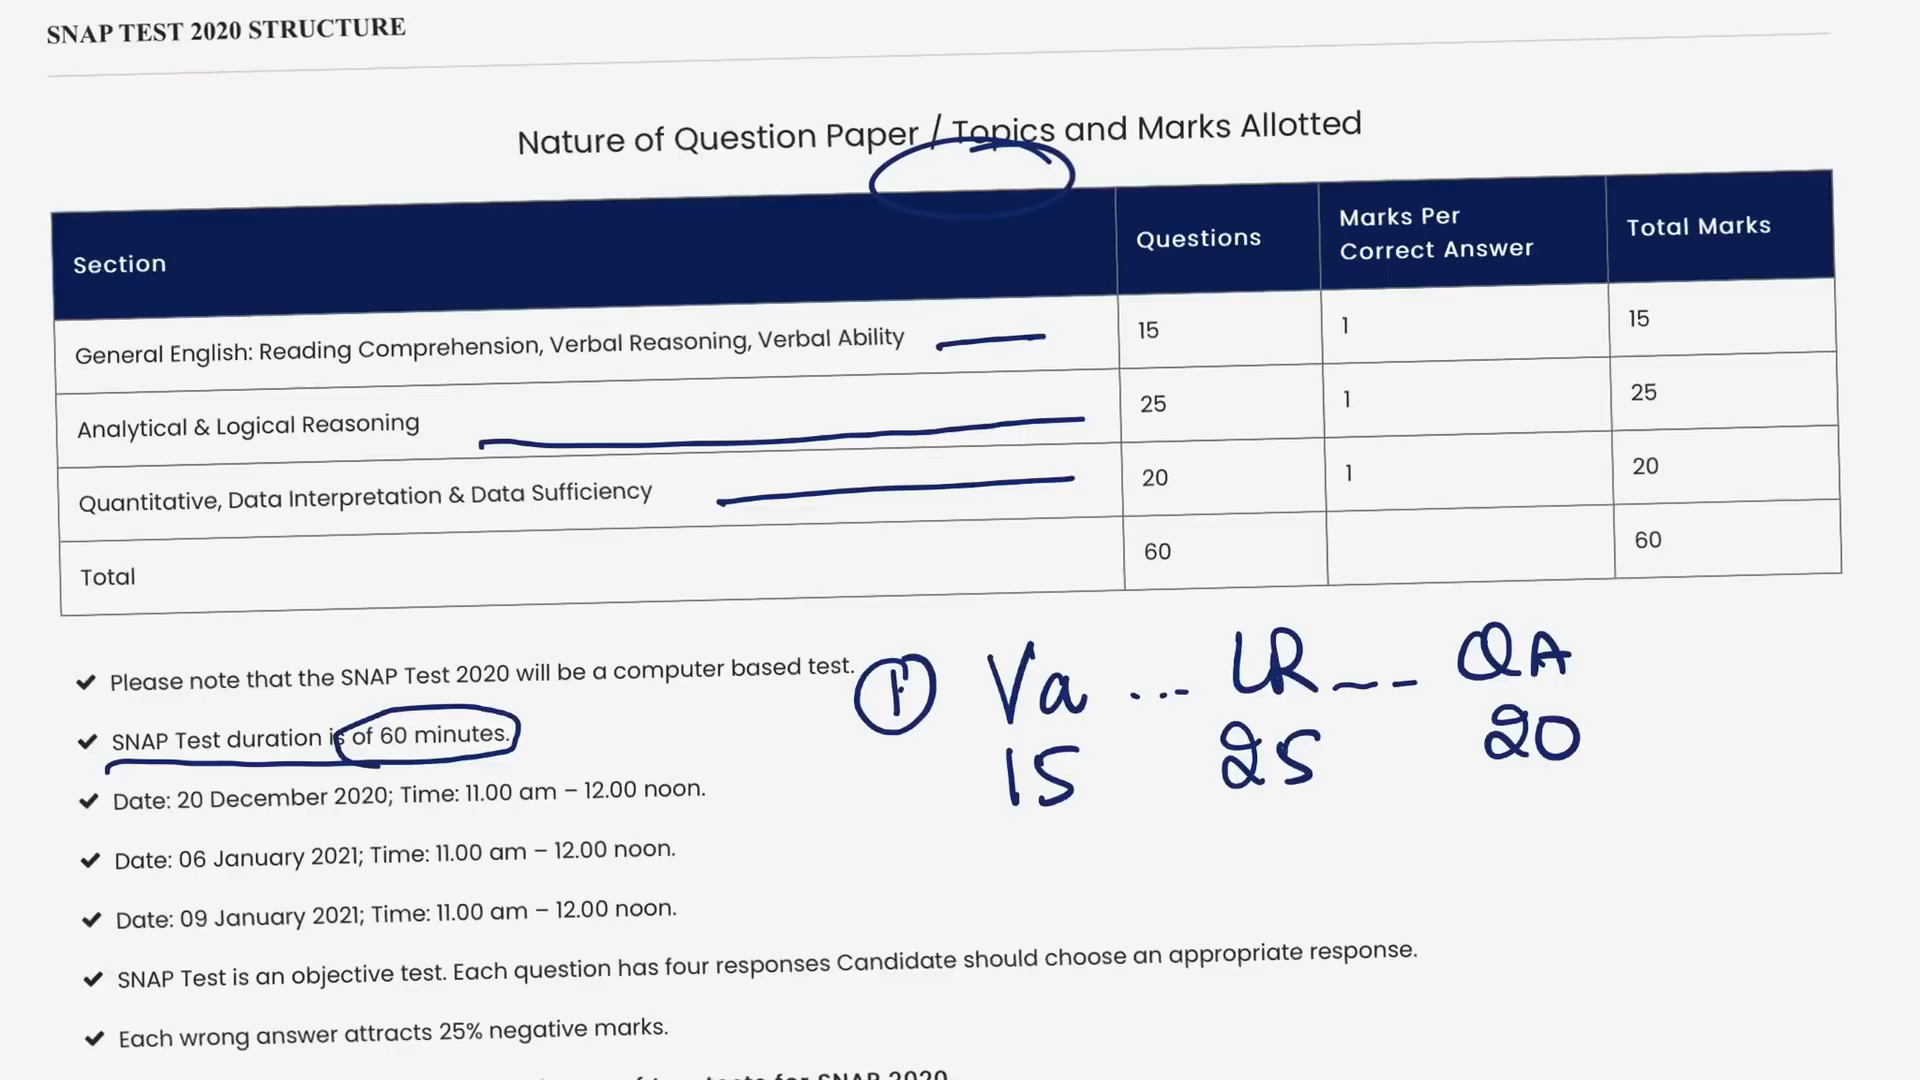 SNAP TEST 2020 STRUCTURE
Nature of Question Paper / Topics and Marks Allotted
Section Questions Marks Per Correct Answer Total Marks
General English: Reading Comprehension, Verbal Reasoning, Verbal Ability 15 1 15
Analytical & Logical Reasoning 25 1 25
Quantitative, Data Interpretation & Data Sufficiency 20 1 20
Total 60 60
Please note that the SNAP Test 2020 will be a computer based test.
SNAP Test duration is of 60 minutes.
Date: 20 December 2020; Time: 11.00 am – 12.00 noon.
Date: 06 January 2021; Time: 11.00 am – 12.00 noon.
Date: 09 January 2021; Time: 11.00 am – 12.00 noon.
SNAP Test is an objective test. Each question has four responses Candidate should choose an appropriate response.
Each wrong answer attracts 25% negative marks.
1 Va ... LR --- QA
15 25 20